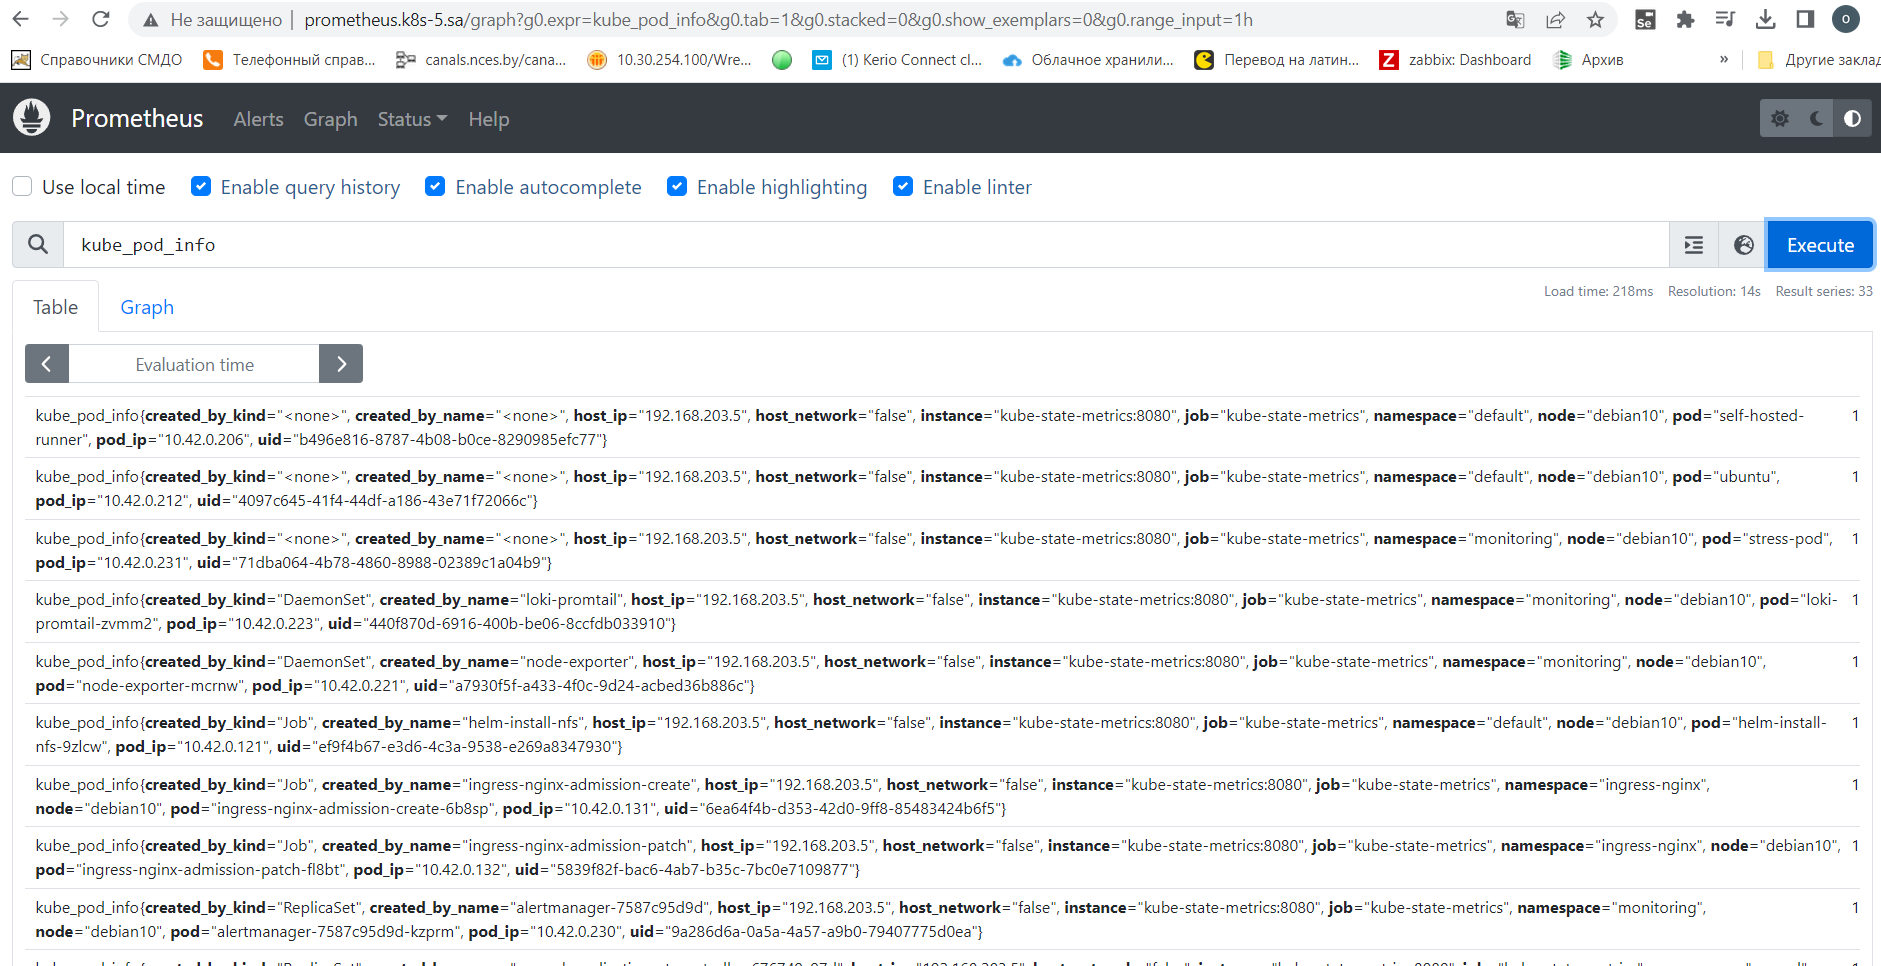 Не защищено | prometheus.k8s-5.sa/graph?g0.expr=kube_pod_info&g0.tab=1&g0.stacked=0&g0.show_exemplars=0&g0.range_input=1h
Se
O
Справочники СМДО Телефонный справ... canals.nces.by/cana... 10.30.254.100/Wre... (1) Kerio Connect cl... Облачное хранили... Перевод на латин... Z zabbix: Dashboard Архив » Другие заклад
Prometheus Alerts Graph Status Help
Use local time Enable query history Enable autocomplete Enable highlighting Enable linter
kube_pod_info Execute
Table Graph Load time: 218ms Resolution: 14s Result series: 33
Evaluation time
kube_pod_info{created_by_kind="<none>", created_by_name="<none>", host_ip="192.168.203.5", host_network="false", instance="kube-state-metrics:8080", job="kube-state-metrics", namespace="default", node="debian10", pod="self-hosted- 1
runner", pod_ip="10.42.0.206", uid="b496e816-8787-4b08-b0ce-8290985efc77"}
kube_pod_info{created_by_kind="<none>", created_by_name="<none>", host_ip="192.168.203.5", host_network="false", instance="kube-state-metrics:8080", job="kube-state-metrics", namespace="default", node="debian10", pod="ubuntu", 1
pod_ip="10.42.0.212", uid="4097c645-41f4-44df-a186-43e71f72066c"}
kube_pod_info{created_by_kind="<none>", created_by_name="<none>", host_ip="192.168.203.5", host_network="false", instance="kube-state-metrics:8080", job="kube-state-metrics", namespace="monitoring", node="debian10", pod="stress-pod", 1
pod_ip="10.42.0.231", uid="71dba064-4b78-4860-8988-02389c1a04b9"}
kube_pod_info{created_by_kind="DaemonSet", created_by_name="loki-promtail", host_ip="192.168.203.5", host_network="false", instance="kube-state-metrics:8080", job="kube-state-metrics", namespace="monitoring", node="debian10", pod="loki- 1
promtail-zvmm2", pod_ip="10.42.0.223", uid="440f870d-6916-400b-be06-8ccfdb033910"}
kube_pod_info{created_by_kind="DaemonSet", created_by_name="node-exporter", host_ip="192.168.203.5", host_network="false", instance="kube-state-metrics:8080", job="kube-state-metrics", namespace="monitoring", node="debian10", 1
pod="node-exporter-mcrnw", pod_ip="10.42.0.221", uid="a7930f5f-a433-4f0c-9d24-acbed36b886c"}
kube_pod_info{created_by_kind="Job", created_by_name="helm-install-nfs", host_ip="192.168.203.5", host_network="false", instance="kube-state-metrics:8080", job="kube-state-metrics", namespace="default", node="debian10", pod="helm-install- 1
nfs-9zlcw", pod_ip="10.42.0.121", uid="ef9f4b67-e3d6-4c3a-9538-e269a8347930"}
kube_pod_info{created_by_kind="Job", created_by_name="ingress-nginx-admission-create", host_ip="192.168.203.5", host_network="false", instance="kube-state-metrics:8080", job="kube-state-metrics", namespace="ingress-nginx", 1
node="debian10", pod="ingress-nginx-admission-create-6b8sp", pod_ip="10.42.0.131", uid="6ea64f4b-d353-42d0-9ff8-85483424b6f5"}
kube_pod_info{created_by_kind="Job", created_by_name="ingress-nginx-admission-patch", host_ip="192.168.203.5", host_network="false", instance="kube-state-metrics:8080", job="kube-state-metrics", namespace="ingress-nginx", node="debian10", 1
pod="ingress-nginx-admission-patch-fl8bt", pod_ip="10.42.0.132", uid="5839f82f-bac6-4ab7-b35c-7bc0e7109877"}
kube_pod_info{created_by_kind="ReplicaSet", created_by_name="alertmanager-7587c95d9d", host_ip="192.168.203.5", host_network="false", instance="kube-state-metrics:8080", job="kube-state-metrics", namespace="monitoring", 1
node="debian10", pod="alertmanager-7587c95d9d-kzprm", pod_ip="10.42.0.230", uid="9a286d6a-0a5a-4a57-a9b0-79407775d0ea"}